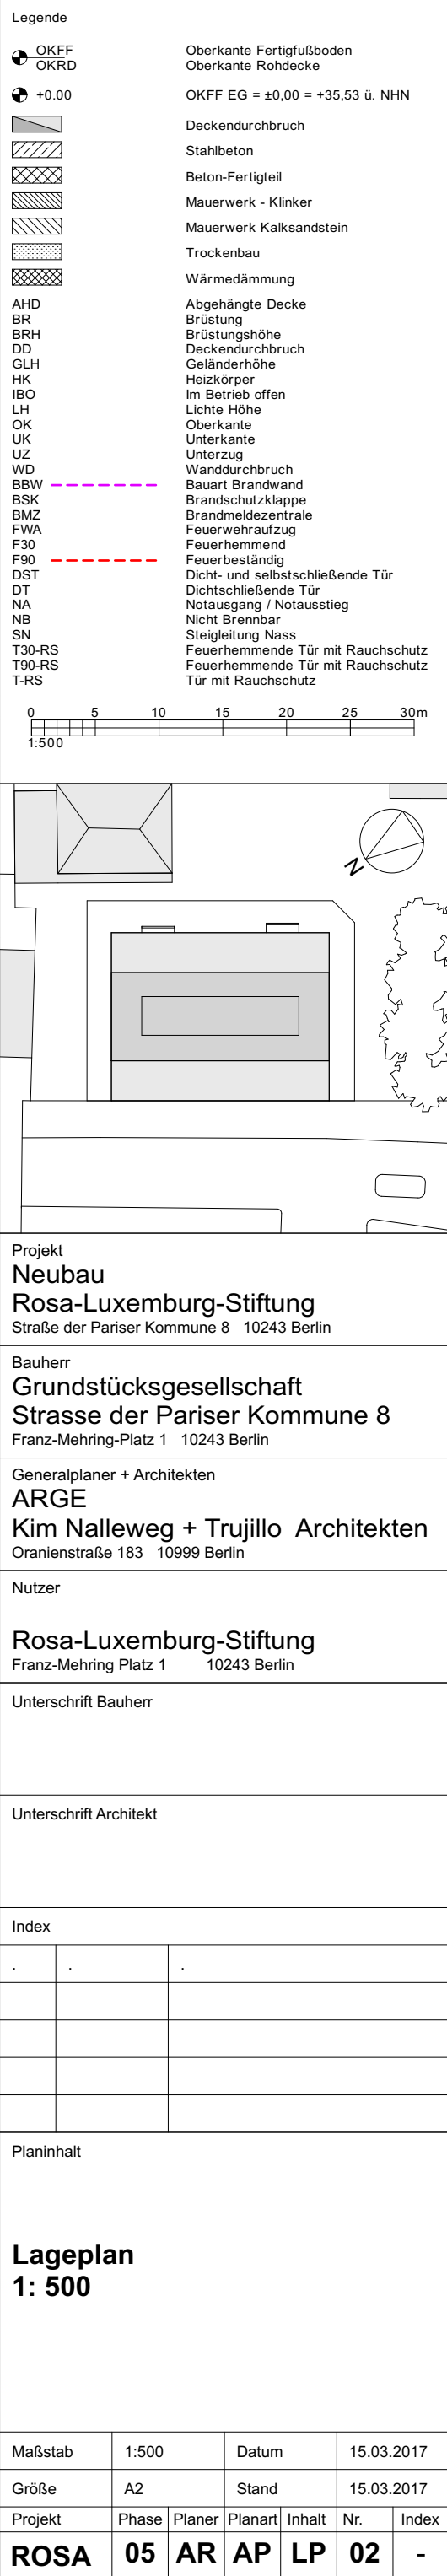 Legende
OKFF Oberkante Fertigfußboden
OKRD Oberkante Rohdecke
+0.00 OKFF EG = ±0,00 = +35,53 ü. NHN
Deckendurchbruch
Stahlbeton
Beton-Fertigteil
Mauerwerk - Klinker
Mauerwerk Kalksandstein
Trockenbau
Wärmedämmung
AHD Abgehängte Decke
BR Brüstung
BRH Brüstungshöhe
DD Deckendurchbruch
GLH Geländerhöhe
HK Heizkörper
IBO Im Betrieb offen
LH Lichte Höhe
OK Oberkante
UK Unterkante
UZ Unterzug
WD Wanddurchbruch
BBW Bauart Brandwand
BSK Brandschutzklappe
BMZ Brandmeldezentrale
FWA Feuerwehraufzug
F30 Feuerhemmend
F90 Feuerbeständig
DST Dicht- und selbstschließende Tür
DT Dichtschließende Tür
NA Notausgang / Notausstieg
NB Nicht Brennbar
SN Steigleitung Nass
T30-RS Feuerhemmende Tür mit Rauchschutz
T90-RS Feuerhemmende Tür mit Rauchschutz
T-RS Tür mit Rauchschutz
0 5 10 15 20 25 30m
1:500
N
Projekt
Neubau
Rosa-Luxemburg-Stiftung
Straße der Pariser Kommune 8 10243 Berlin
Bauherr
Grundstücksgesellschaft
Strasse der Pariser Kommune 8
Franz-Mehring-Platz 1 10243 Berlin
Generalplaner + Architekten
ARGE
Kim Nalleweg + Trujillo Architekten
Oranienstraße 183 10999 Berlin
Nutzer
Rosa-Luxemburg-Stiftung
Franz-Mehring Platz 1 10243 Berlin
Unterschrift Bauherr
Unterschrift Architekt
Index
. . .
-
Planinhalt
Lageplan
1: 500
Maßstab 1:500 Datum 15.03.2017
Größe A2 Stand 15.03.2017
Projekt Phase Planer Planart Inhalt Nr. Index
ROSA 05 AR AP LP 02 -